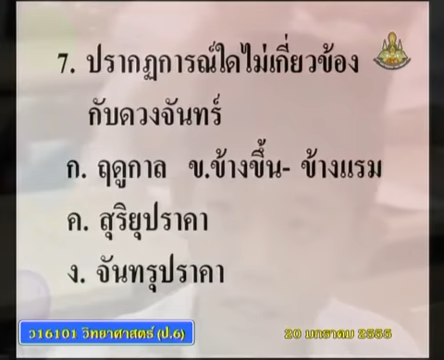 7. ปรากฏการณ์ใดไม่เกี่ยวข้อง
กับดวงจันทร์
ก. ฤดูกาล ข.ข้างขึ้น- ข้างแรม
ค. สุริยุปราคา
ง. จันทรุปราคา
ว16101 วิทยาศาสตร์ (ป.6) 20 มกราคม 2555